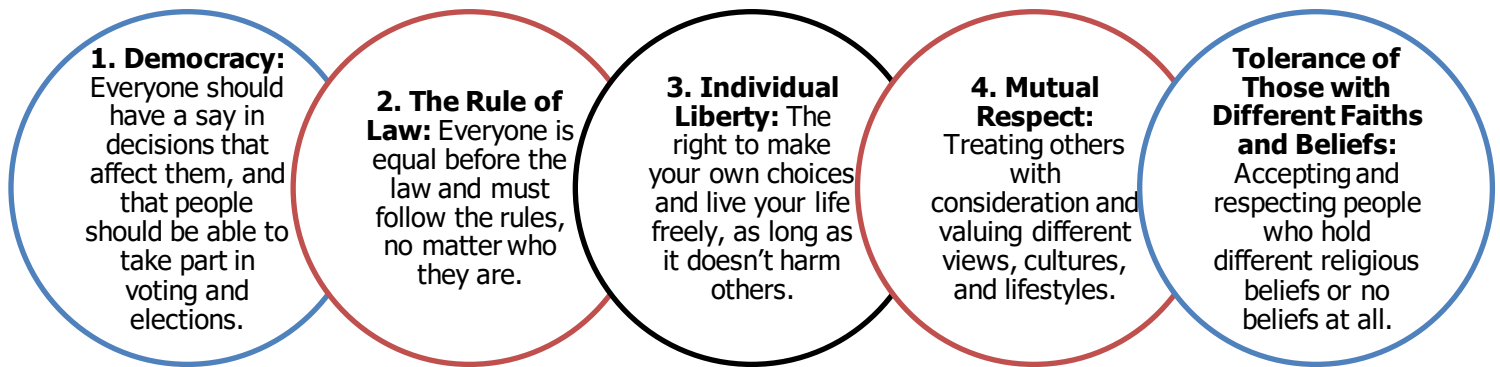 1. Democracy:
Everyone should
have a say in
decisions that
affect them, and
that people
should be able to
take part in
voting and
elections.
2. The Rule of
Law: Everyone is
equal before the
law and must
follow the rules,
no matter who
they are.
3. Individual
Liberty: The
right to make
your own choices
and live your life
freely, as long as
it doesn’t harm
others.
4. Mutual
Respect:
Treating others
with
consideration and
valuing different
views, cultures,
and lifestyles.
Tolerance of
Those with
Different Faiths
and Beliefs:
Accepting and
respecting people
who hold
different religious
beliefs or no
beliefs at all.